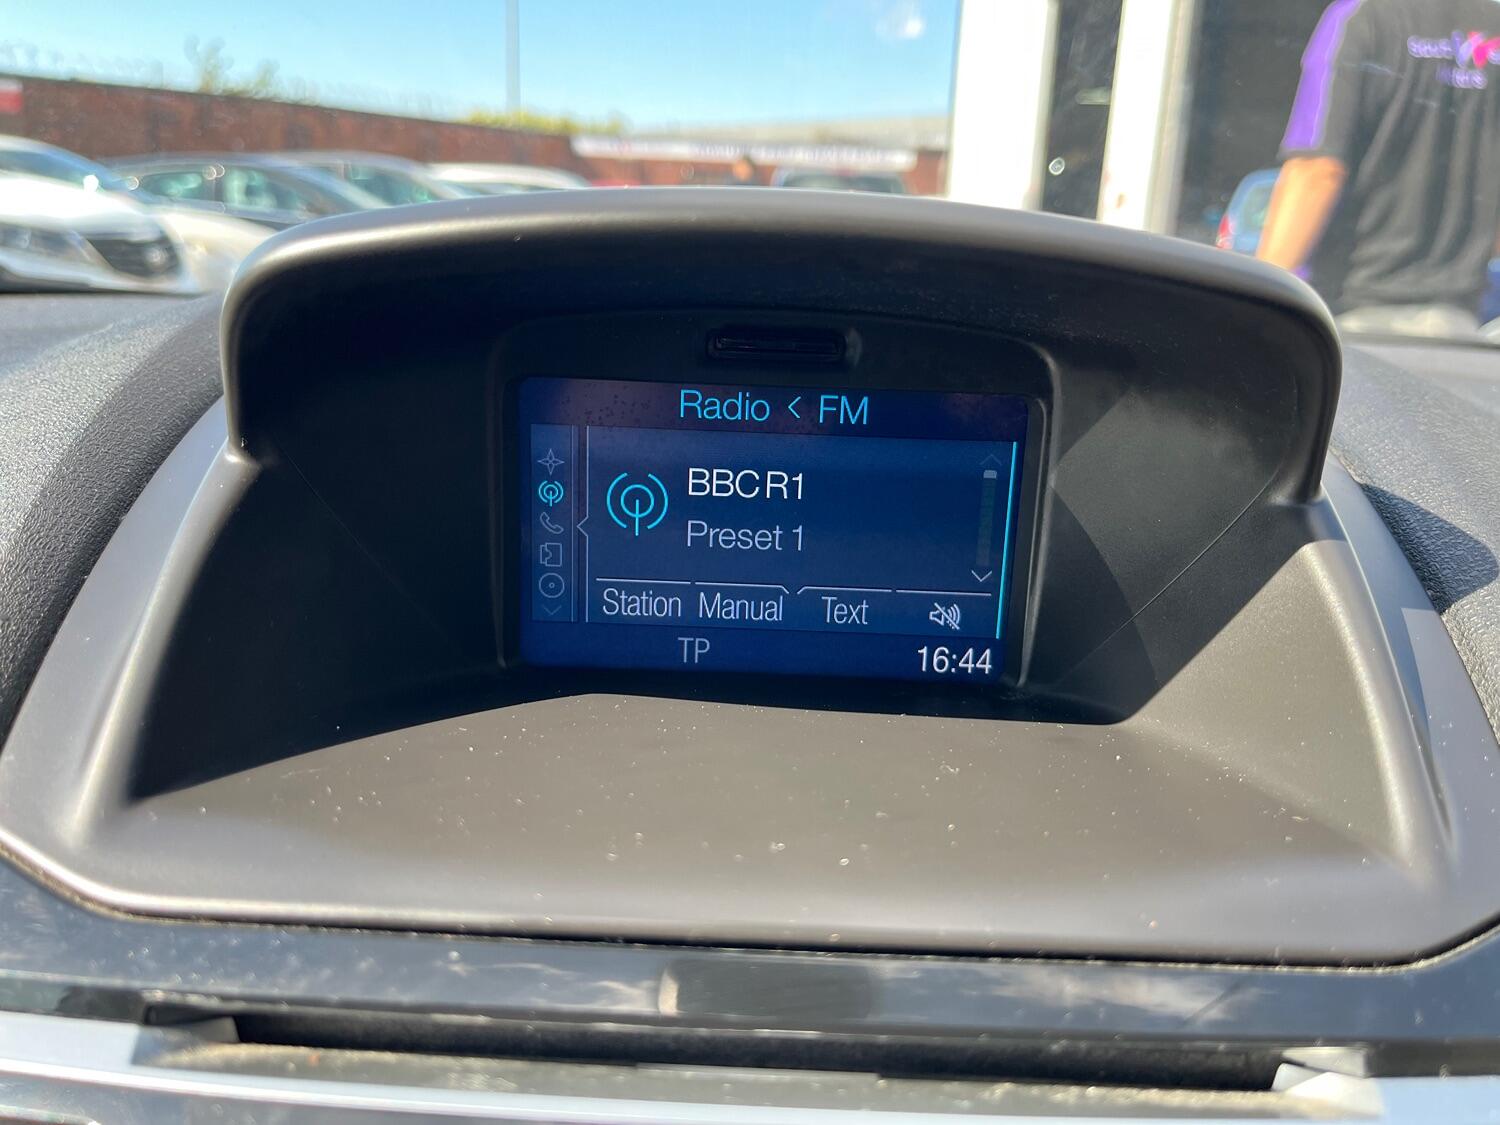 Radio < FM
BBC R1
Preset 1
Station Manual Text
TP
16:44